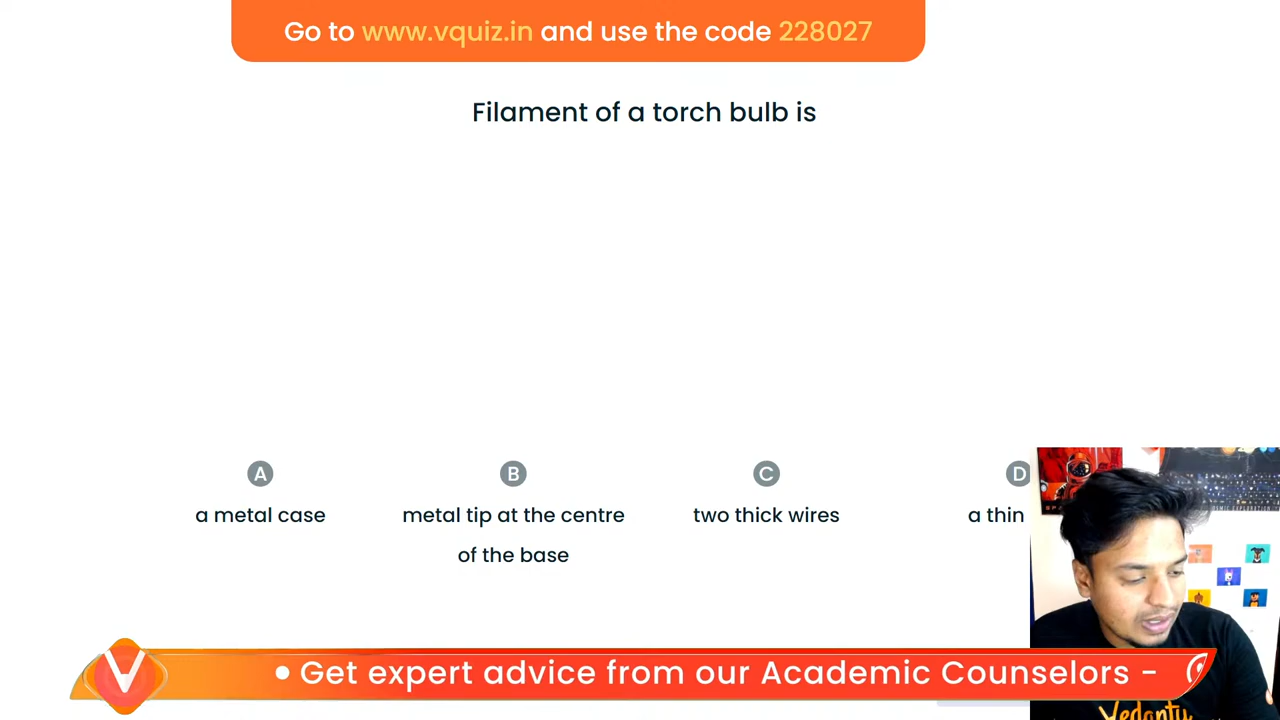 Go to www.vquiz.in and use the code 228027
Filament of a torch bulb is
A
B
C
D
a metal case
metal tip at the centre
of the base
two thick wires
a thin
V
• Get expert advice from our Academic Counselors -
Vedantu